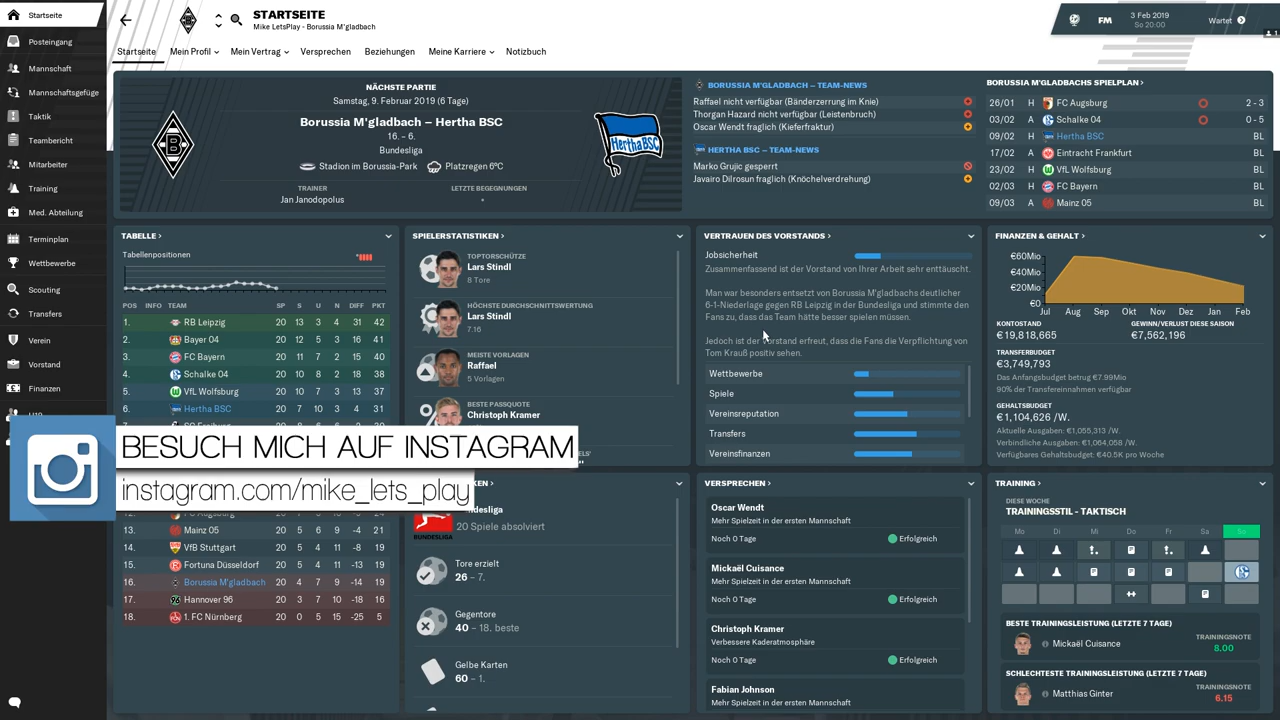 Startseite
Posteingang
Mannschaft
Mannschaftsgefüge
Taktik
Teambericht
Mitarbeiter
Training
Med. Abteilung
Terminplan
Wettbewerbe
Scouting
Transfers
Verein
Vorstand
Finanzen
STARTSEITE
Mike LetsPlay - Borussia M'gladbach
Startseite Mein Profil Mein Vertrag Versprechen Beziehungen Meine Karriere Notizbuch
FM
3 Feb 2019
So 20:00
Wartet
1
NÄCHSTE PARTIE
Samstag, 9. Februar 2019 (6 Tage)
Borussia M'gladbach – Hertha BSC
16. – 6.
Bundesliga
Stadion im Borussia-Park Platzregen 6°C
TRAINER
Jan Janodopolus
LETZTE BEGEGNUNGEN
-
Hertha BSC
BORUSSIA M'GLADBACH – TEAM-NEWS
Raffael nicht verfügbar (Bänderzerrung im Knie)
Thorgan Hazard nicht verfügbar (Leistenbruch)
Oscar Wendt fraglich (Kieferfraktur)
HERTHA BSC – TEAM-NEWS
Marko Grujic gesperrt
Javairo Dilrosun fraglich (Knöchelverdrehung)
BORUSSIA M'GLADBACHS SPIELPLAN
26/01 H FC Augsburg 2 - 3
03/02 A Schalke 04 0 - 5
09/02 H Hertha BSC BL
17/02 A Eintracht Frankfurt BL
23/02 H VfL Wolfsburg BL
02/03 H FC Bayern BL
09/03 A Mainz 05 BL
TABELLE
Tabellenpositionen
POS INFO TEAM SP S U N DIFF PKT
1. RB Leipzig 20 13 3 4 31 42
2. Bayer 04 20 12 5 3 16 41
3. FC Bayern 20 11 7 2 15 40
4. Schalke 04 20 10 8 2 18 38
5. VfL Wolfsburg 20 10 7 3 13 37
6. Hertha BSC 20 7 10 3 4 31
13. Mainz 05 20 5 6 9 -4 21
14. VfB Stuttgart 20 5 4 11 -8 19
15. Fortuna Düsseldorf 20 5 4 11 -13 19
16. Borussia M'gladbach 20 4 7 9 -14 19
17. Hannover 96 20 3 7 10 -18 16
18. 1. FC Nürnberg 20 0 5 15 -25 5
SPIELERSTATISTIKEN
TOPTORSCHÜTZE
Lars Stindl
8 Tore
HÖCHSTE DURCHSCHNITTSWERTUNG
Lars Stindl
7.16
MEISTE VORLAGEN
Raffael
5 Vorlagen
BESTE PASSQUOTE
Christoph Kramer
BESUCH MICH AUF INSTAGRAM
instagram.com/mike_lets_play
BUNDESLIGA
20 Spiele absolviert
Tore erzielt
26 – 7.
Gegentore
40 – 18. beste
Gelbe Karten
60 – 1.
VERTRAUEN DES VORSTANDS
Jobsicherheit
Zusammenfassend ist der Vorstand von Ihrer Arbeit sehr enttäuscht.
Man war besonders entsetzt von Borussia M'gladbachs deutlicher
6-1-Niederlage gegen RB Leipzig in der Bundesliga und stimmte den
Fans zu, dass das Team hätte besser spielen müssen.
Jedoch ist der Vorstand erfreut, dass die Fans die Verpflichtung von
Tom Krauß positiv sehen.
Wettbewerbe
Spiele
Vereinsreputation
Transfers
Vereinsfinanzen
VERSPRECHEN
Oscar Wendt
Mehr Spielzeit in der ersten Mannschaft
Noch 0 Tage Erfolgreich
Mickaël Cuisance
Mehr Spielzeit in der ersten Mannschaft
Noch 0 Tage Erfolgreich
Christoph Kramer
Verbessere Kaderatmosphäre
Noch 0 Tage Erfolgreich
Fabian Johnson
Mehr Spielzeit in der ersten Mannschaft
FINANZEN & GEHALT
€60Mio
€40Mio
€20Mio
€0
Jul Aug Sep Okt Nov Dez Jan Feb
KONTOSTAND
€19,818,665
GEWINN/VERLUST DIESE SAISON
€7,562,196
TRANSFERBUDGET
€3,749,793
Das Anfangsbudget betrug €7.99Mio
90% der Transfereinnahmen verfügbar
GEHALTSBUDGET
€1,104,626 /W.
Aktuelle Ausgaben: €1,055,313 /W.
Verbindliche Ausgaben: €1,064,058 /W.
Verfügbares Gehaltsbudget: €40.5K pro Woche
TRAINING
DIESE WOCHE
TRAININGSSTIL - TAKTISCH
Mo Di Mi Do Fr Sa So
BESTE TRAININGSLEISTUNG (LETZTE 7 TAGE)
Mickaël Cuisance
TRAININGSNOTE
8.00
SCHLECHTESTE TRAININGSLEISTUNG (LETZTE 7 TAGE)
Matthias Ginter
TRAININGSNOTE
6.15